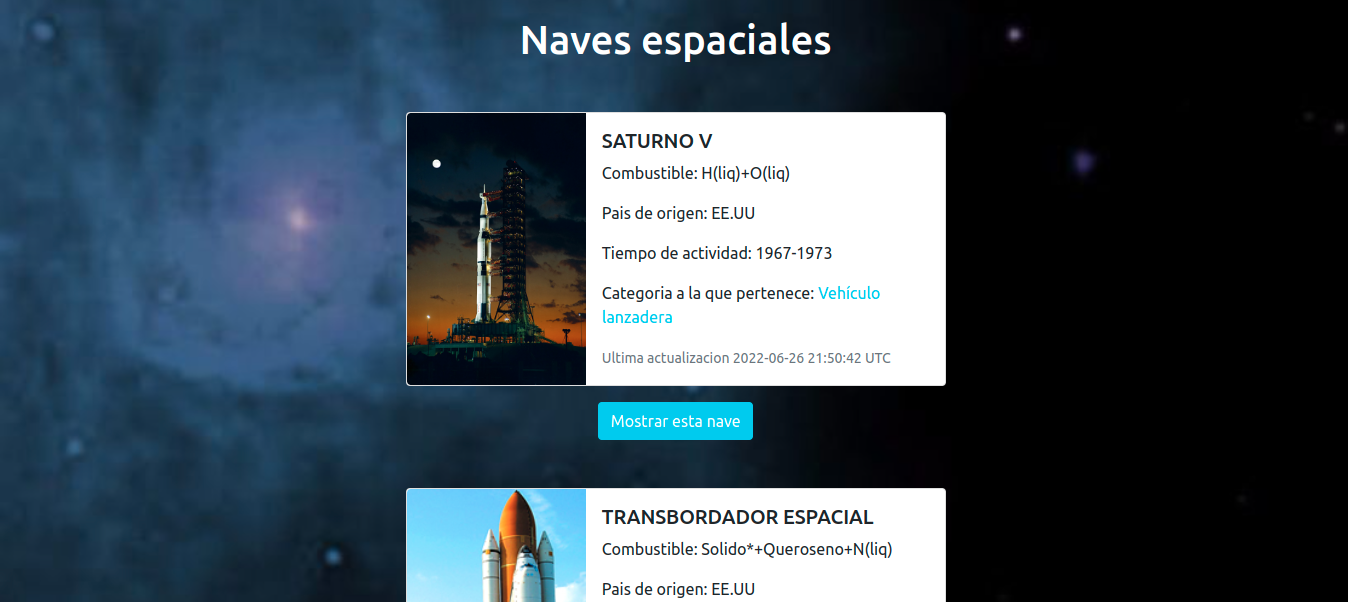 Naves espaciales
SATURNO V
Combustible: H(liq)+O(liq)
Pais de origen: EE.UU
Tiempo de actividad: 1967-1973
Categoria a la que pertenece: Vehículo
lanzadera
Ultima actualizacion 2022-06-26 21:50:42 UTC
Mostrar esta nave
TRANSBORDADOR ESPACIAL
Combustible: Solido*+Queroseno+N(liq)
Pais de origen: EE.UU